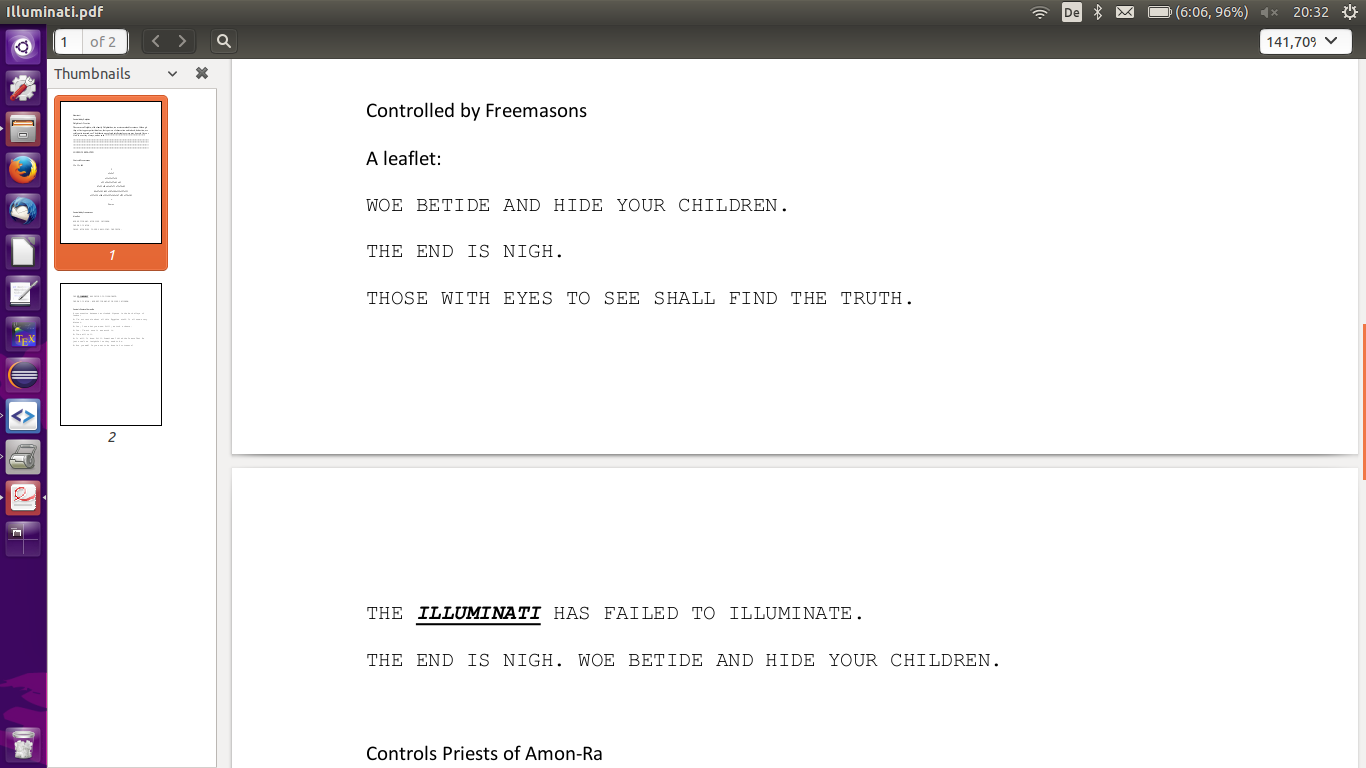 Illuminati.pdf
De
(6:06, 96%)
20:32
1
of 2
141,70%
Thumbnails
1
2
TEX
Controlled by Freemasons
A leaflet:
WOE BETIDE AND HIDE YOUR CHILDREN.
THE END IS NIGH.
THOSE WITH EYES TO SEE SHALL FIND THE TRUTH.
THE ILLUMINATI HAS FAILED TO ILLUMINATE.
THE END IS NIGH. WOE BETIDE AND HIDE YOUR CHILDREN.
Controls Priests of Amon-Ra